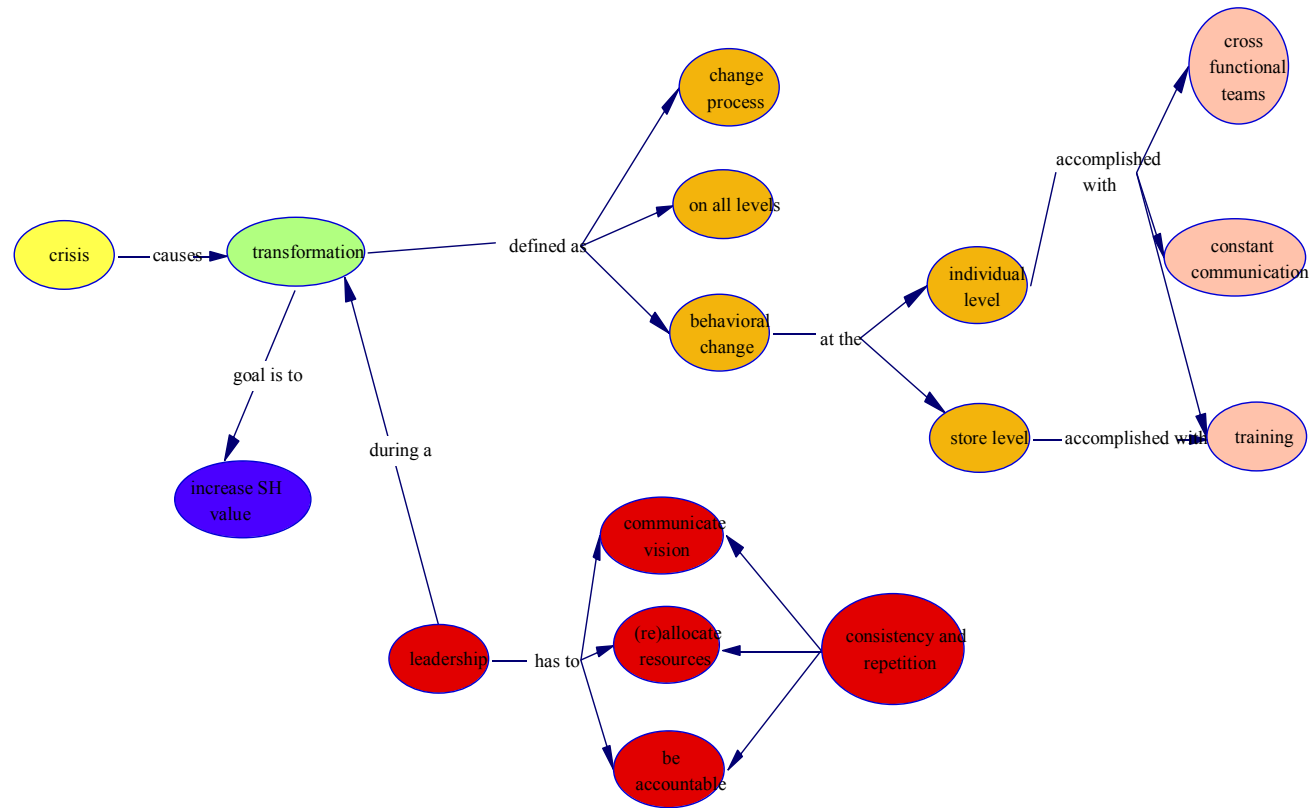 crisis
causes
transformation
goal is to
increase SH
value
during a
leadership
has to
communicate
vision
(re)allocate
resources
be
accountable
consistency and
repetition
defined as
change
process
on all levels
behavioral
change
at the
individual
level
store level
accomplished
with
accomplished with
cross
functional
teams
constant
communication
training